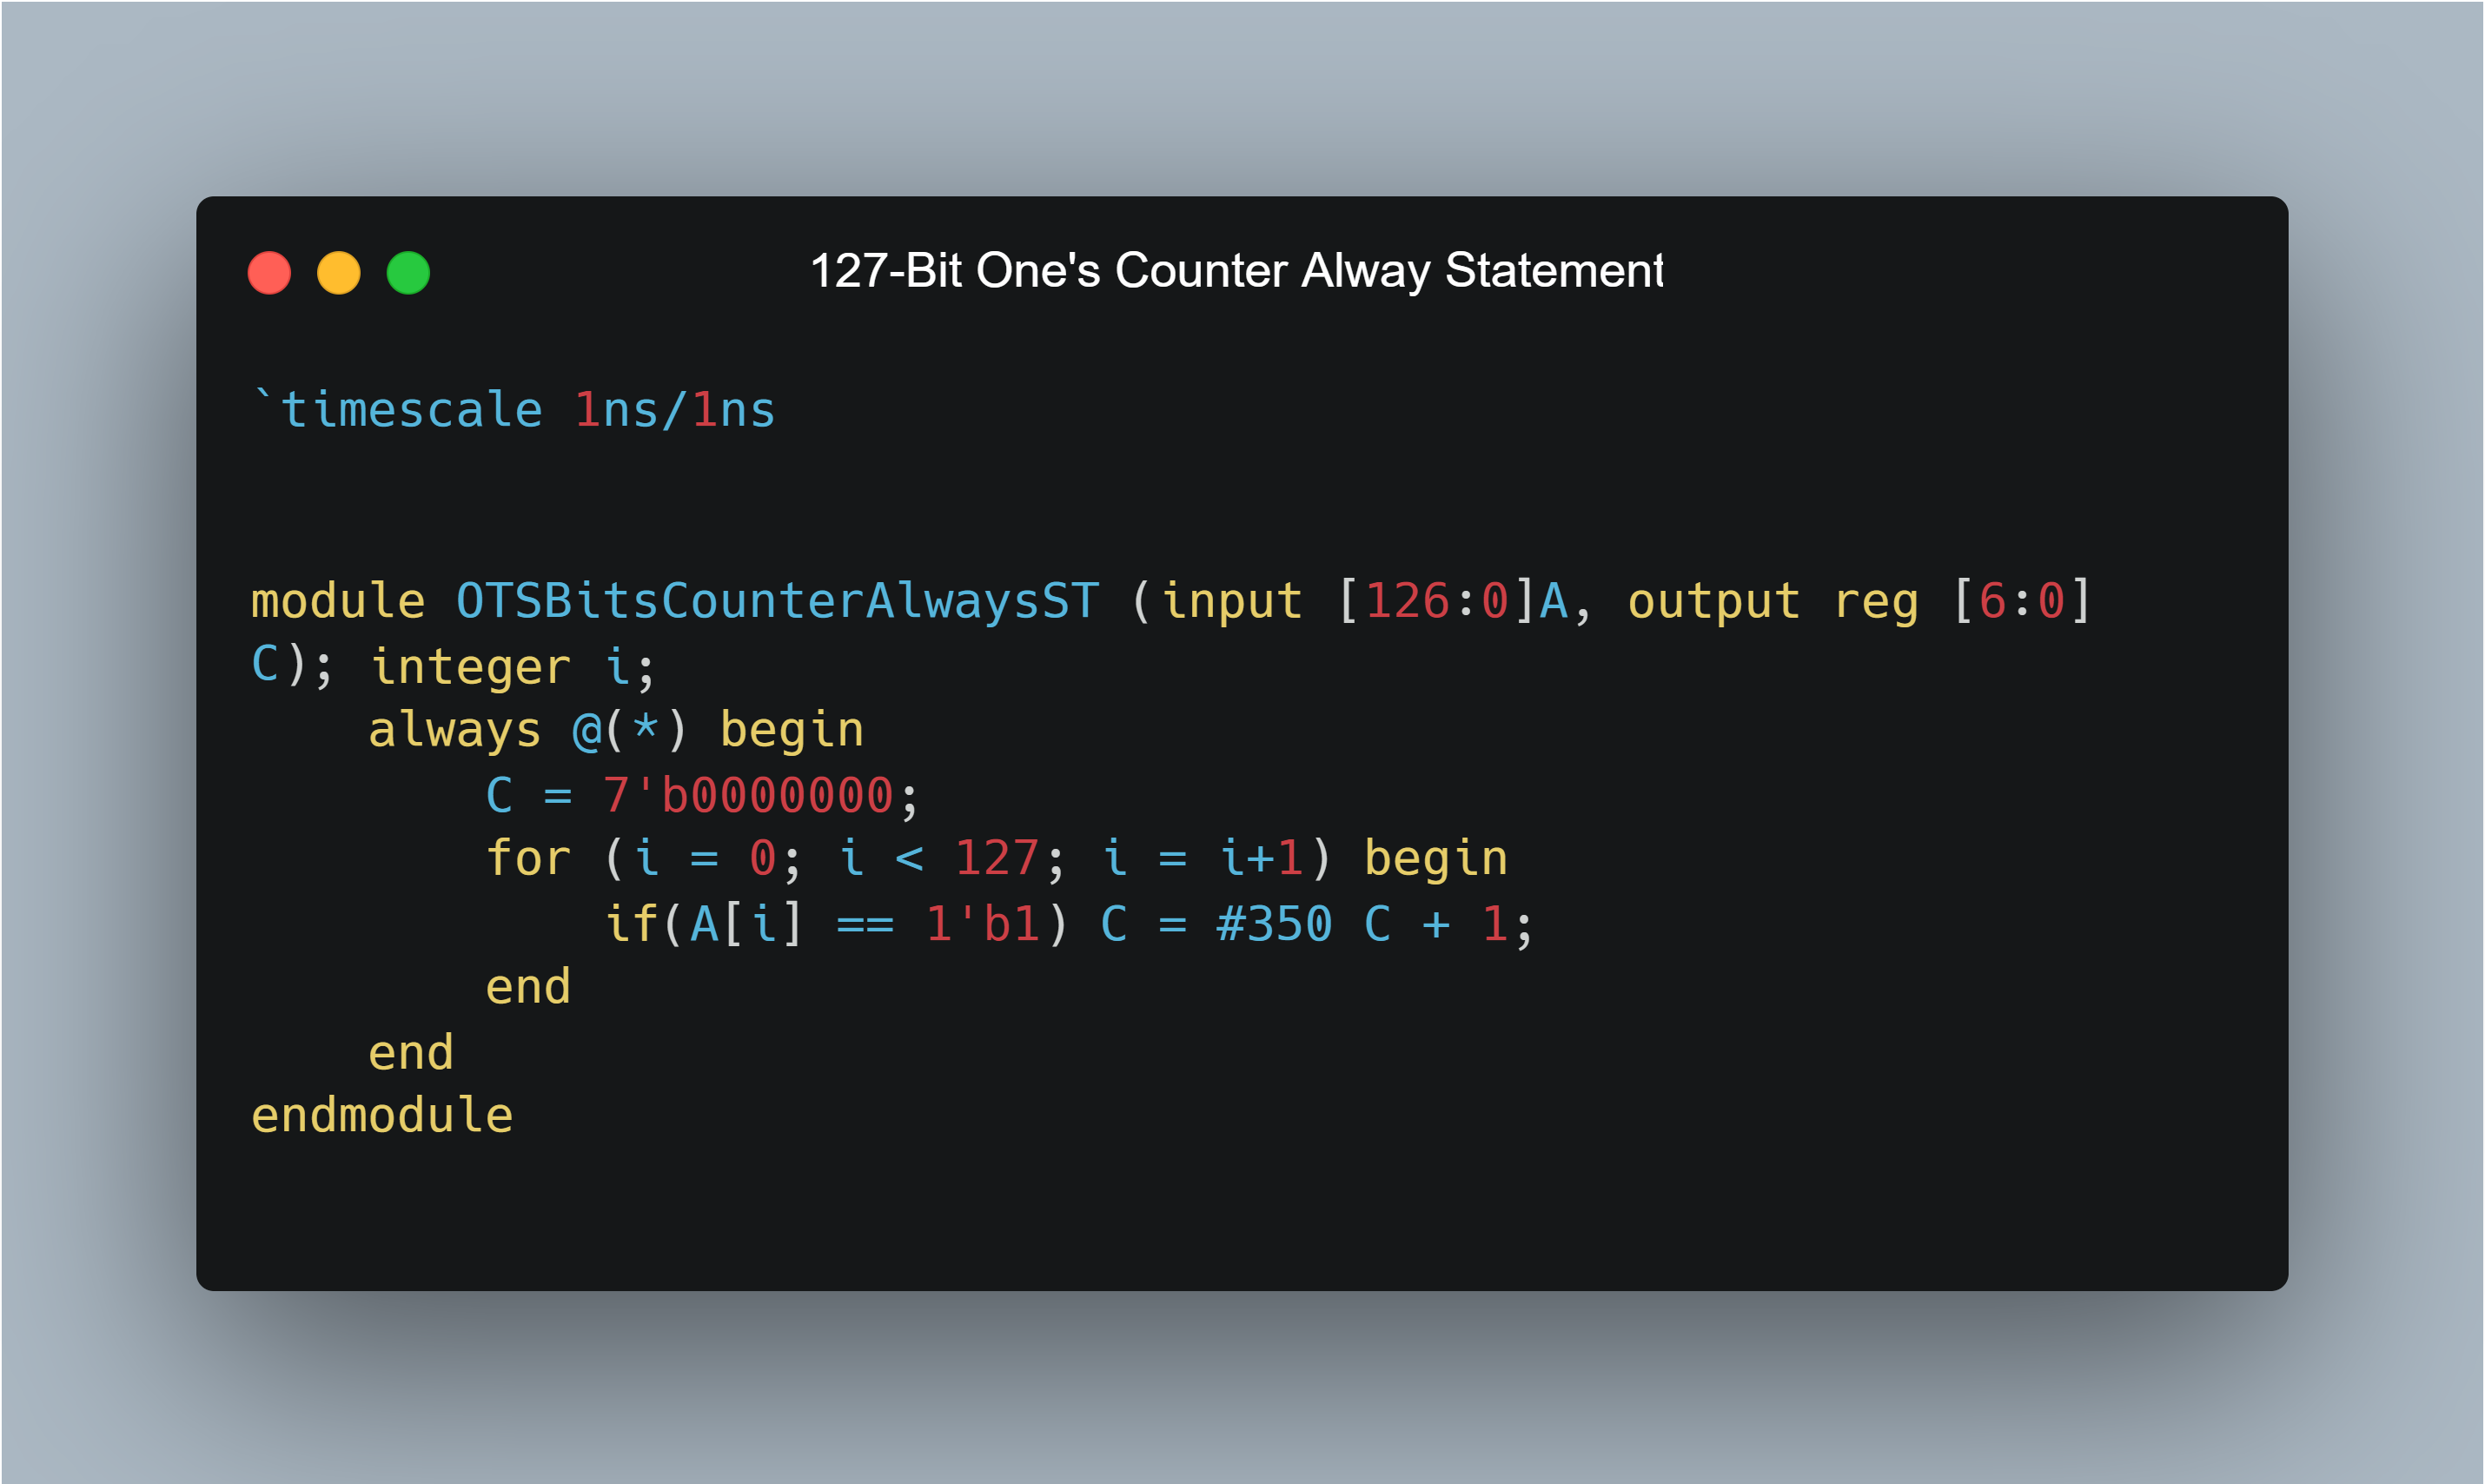 127-Bit One's Counter Alway Statement
`timescale 1ns/1ns
module OTSBitsCounterAlwaysST (input [126:0]A, output reg [6:0]
C); integer i;
always @(*) begin
C = 7'b0000000;
for (i = 0; i < 127; i = i+1) begin
if(A[i] == 1'b1) C = #350 C + 1;
end
end
endmodule